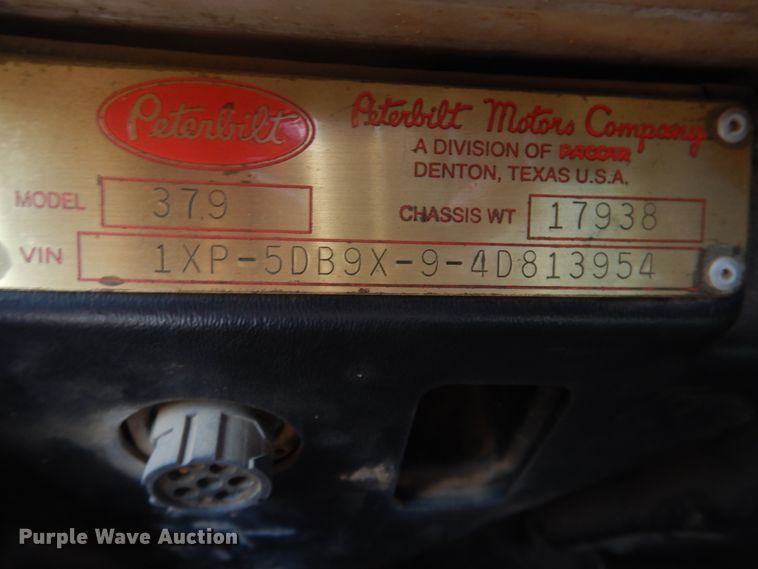 Peterbilt
Peterbilt Motors Company
A DIVISION OF PACCAR
DENTON, TEXAS U.S.A.
MODEL 379
CHASSIS WT 17938
VIN 1XP-5DB9X-9-4D813954
Purple Wave Auction